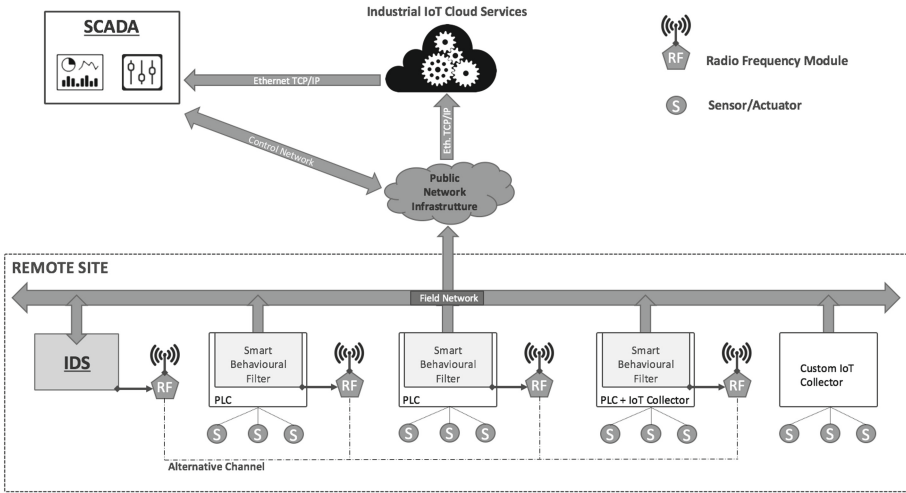 Industrial IoT Cloud Services
SCADA
Ethernet TCP/IP
Eth. TCP/IP
Control Network
RF
Radio Frequency Module
S
Sensor/Actuator
Public
Network
Infrastrutture
REMOTE SITE
Field Network
IDS
RF
Smart
Behavioural
Filter
PLC
RF
S S S
Smart
Behavioural
Filter
PLC
RF
S S S
Smart
Behavioural
Filter
PLC + IoT Collector
RF
S S S
Custom IoT
Collector
S S S
Alternative Channel